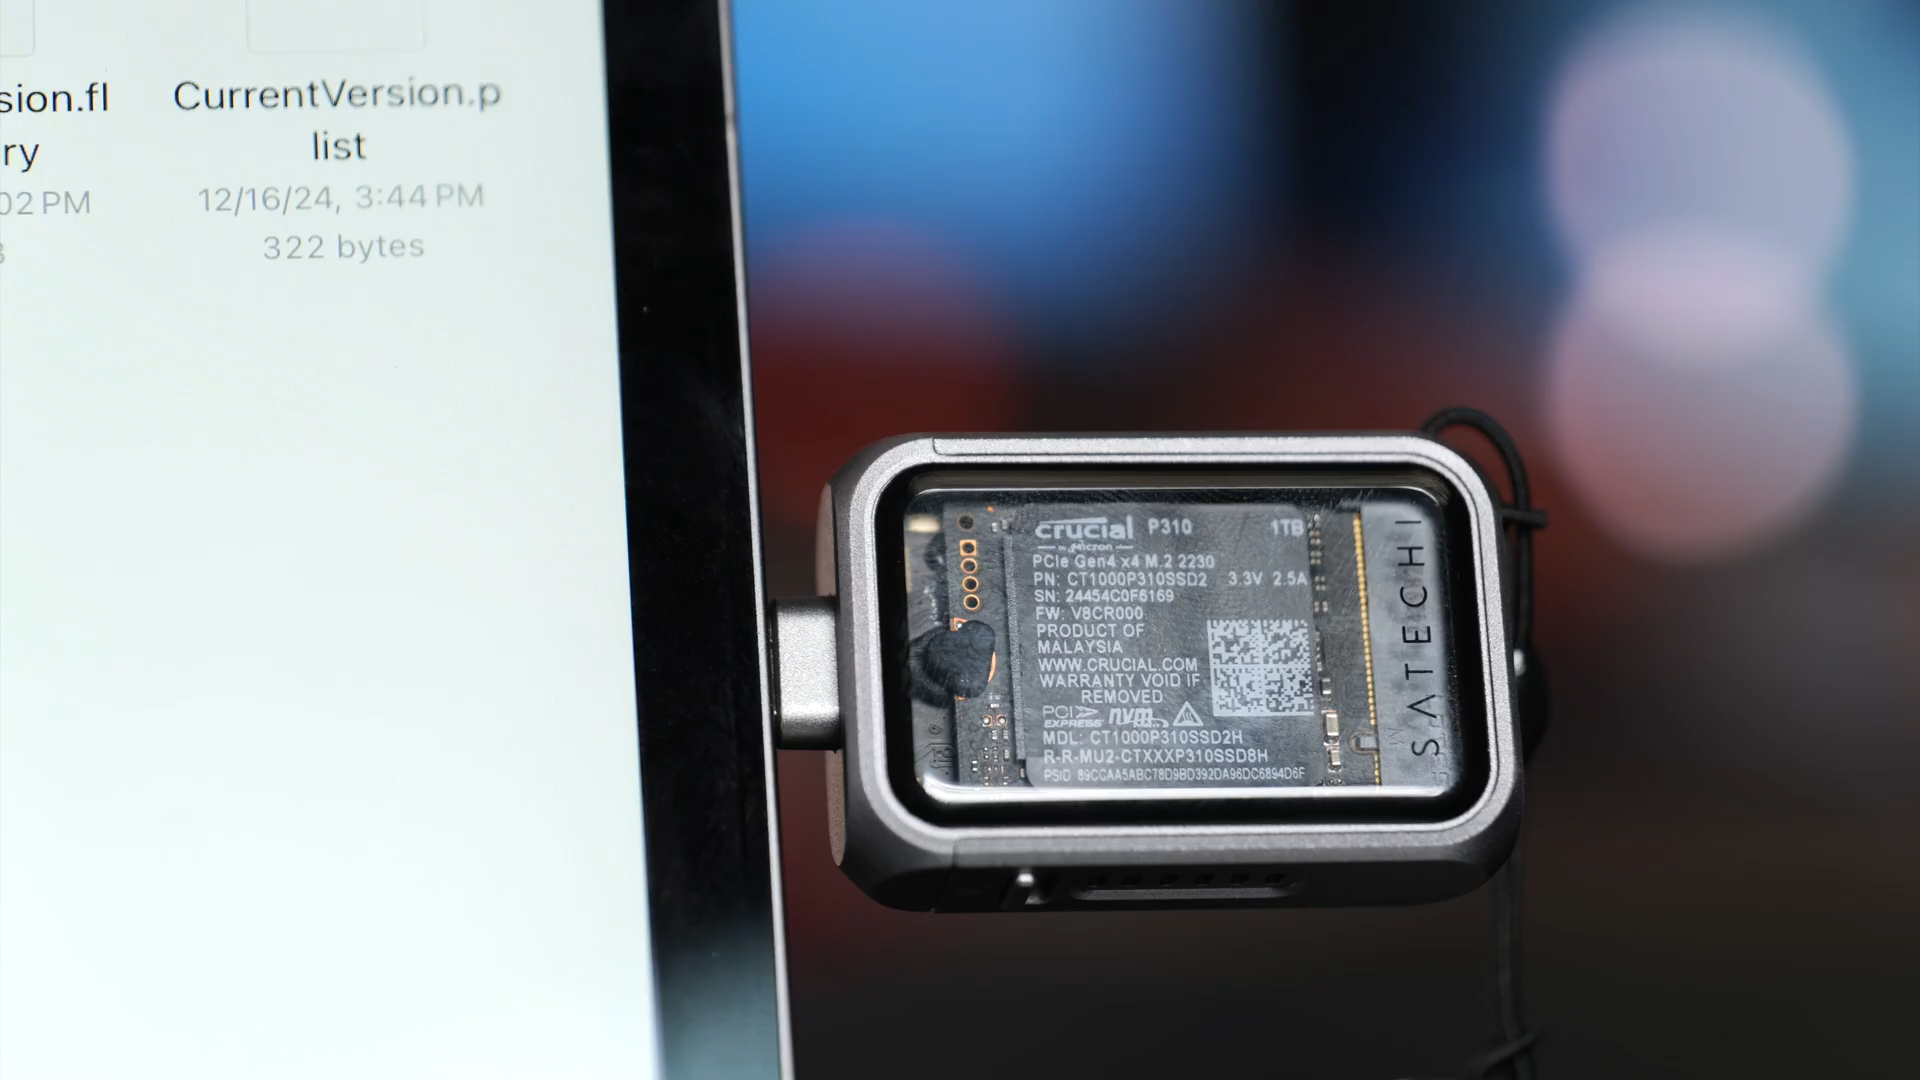 sion.fl
ry
02 PM
CurrentVersion.p
list
12/16/24, 3:44 PM
322 bytes
crucial P310 1TB
by Micron
PCIe Gen4 x4 M.2 2230
PN: CT1000P310SSD2 3.3V 2.5A
SN: 24454C0F6169
FW: V8CR000
PRODUCT OF
MALAYSIA
WWW.CRUCIAL.COM
WARRANTY VOID IF
REMOVED
PCI EXPRESS nvm
MDL: CT1000P310SSD2H
R-R-MU2-CTXXXP310SSD8H
PSID 89CCAA5ABC78D9BD392DA96DC6894D6F
SATECHI